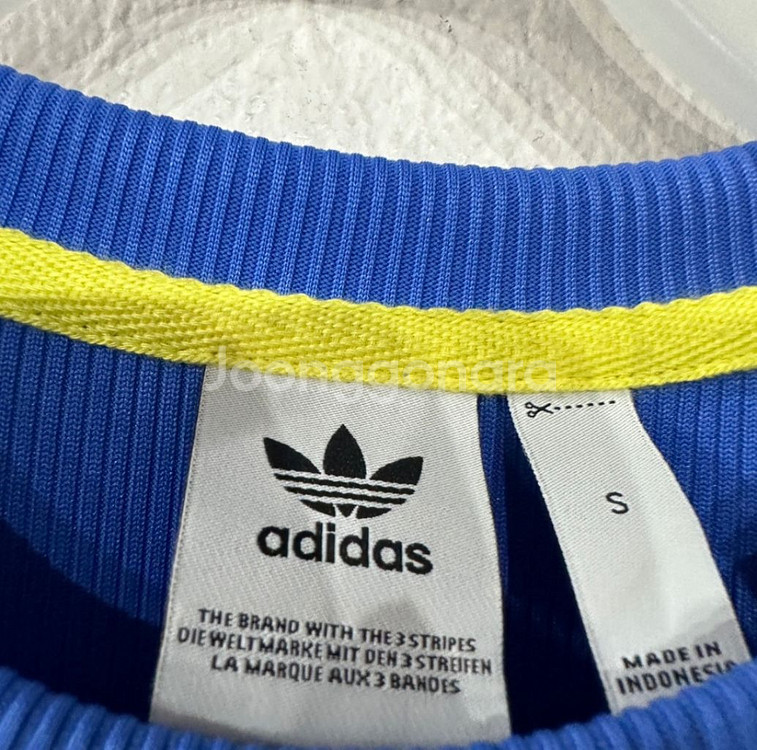 Joonggonara
adidas
THE BRAND WITH THE 3 STRIPES
DIE WELTMARKE MIT DEN 3 STREIFEN
LA MARQUE AUX 3 BANDES
S
MADE IN
INDONESIA